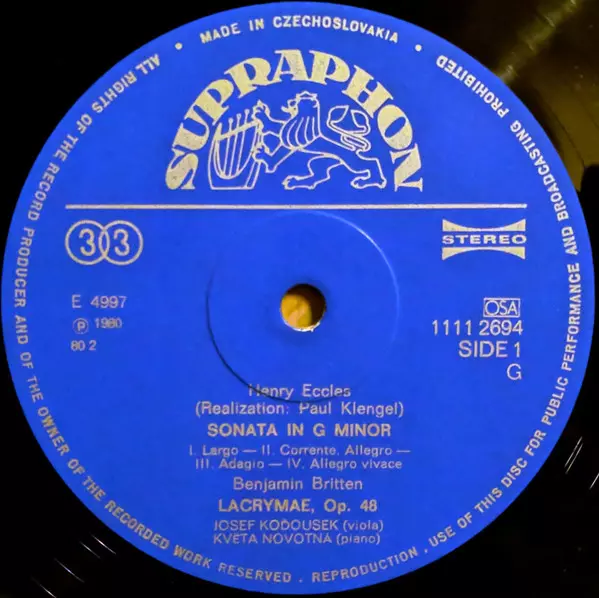 ALL RIGHTS OF THE RECORD PRODUCER AND OF THE OWNER OF THE RECORDED WORK RESERVED . REPRODUCTION , USE OF THIS DISC FOR PUBLIC PERFORMANCE AND BROADCASTING PROHIBITED
• MADE IN CZECHOSLOVAKIA •
SUPRAPHON
33
STEREO
E 4997
℗ 1980
80 2
OSA
1111 2694
SIDE 1
G
Henry Eccles
(Realization: Paul Klengel)
SONATA IN G MINOR
I. Largo — II. Corrente, Allegro —
III. Adagio — IV. Allegro vivace
Benjamin Britten
LACRYMAE, Op. 48
JOSEF KOĎOUSEK (viola)
KVĚTA NOVOTNÁ (piano)